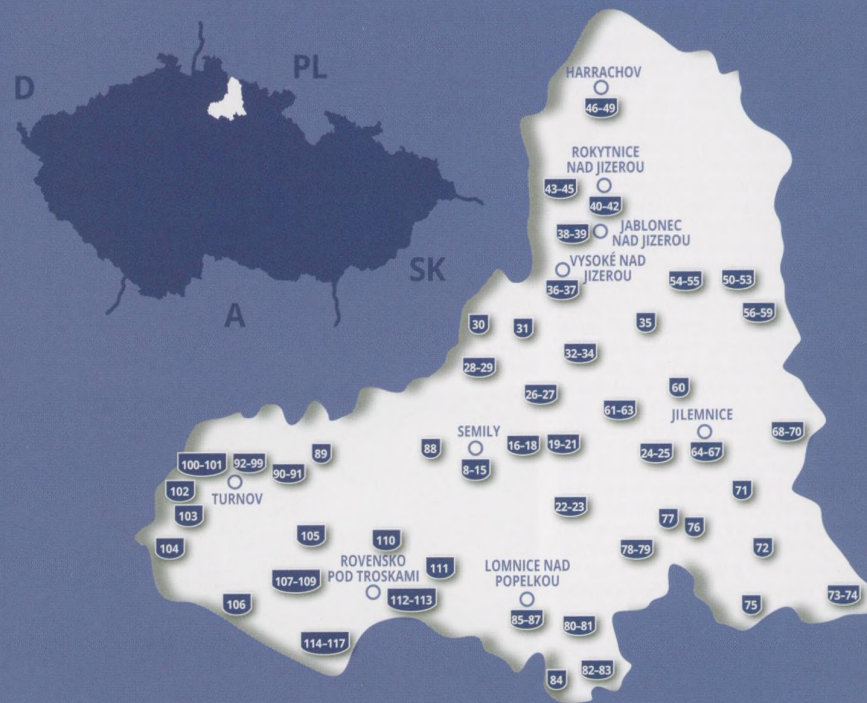 D
PL
SK
A
HARRACHOV
46–49
ROKYTNICE
NAD JIZEROU
43–45
40–42
38–39
JABLONEC
NAD JIZEROU
VYSOKÉ NAD
JIZEROU
36–37
54–55
50–53
56–59
30
31
35
28–29
32–34
26–27
60
61–63
JILEMNICE
68–70
64–67
24–25
SEMILY
88
16–18
19–21
8–15
89
100–101
92–99
90–91
TURNOV
102
103
104
71
22–23
77
76
72
78–79
105
110
ROVENSKO
POD TROSKAMI
111
LOMNICE NAD
POPELKOU
107–109
112–113
106
85–87
80–81
75
73–74
114–117
84
82–83